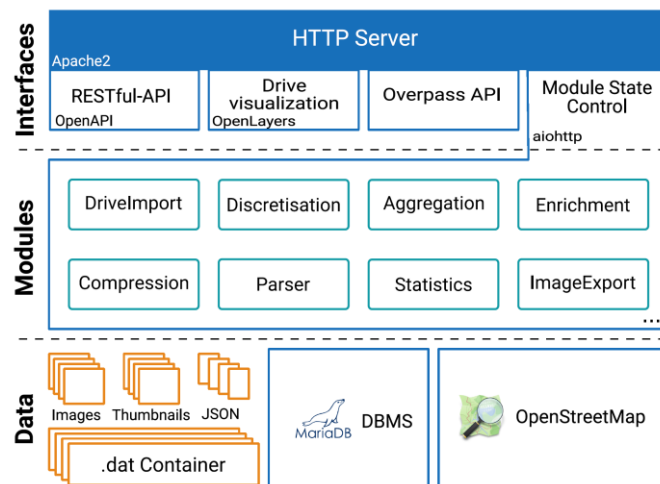 Interfaces
HTTP Server
Apache2
RESTful-API
OpenAPI
Drive
visualization
OpenLayers
Overpass API
Module State
Control
aiohttp
Modules
DriveImport
Discretisation
Aggregation
Enrichment
Compression
Parser
Statistics
ImageExport
...
Data
Images
Thumbnails
JSON
.dat Container
MariaDB
DBMS
OpenStreetMap